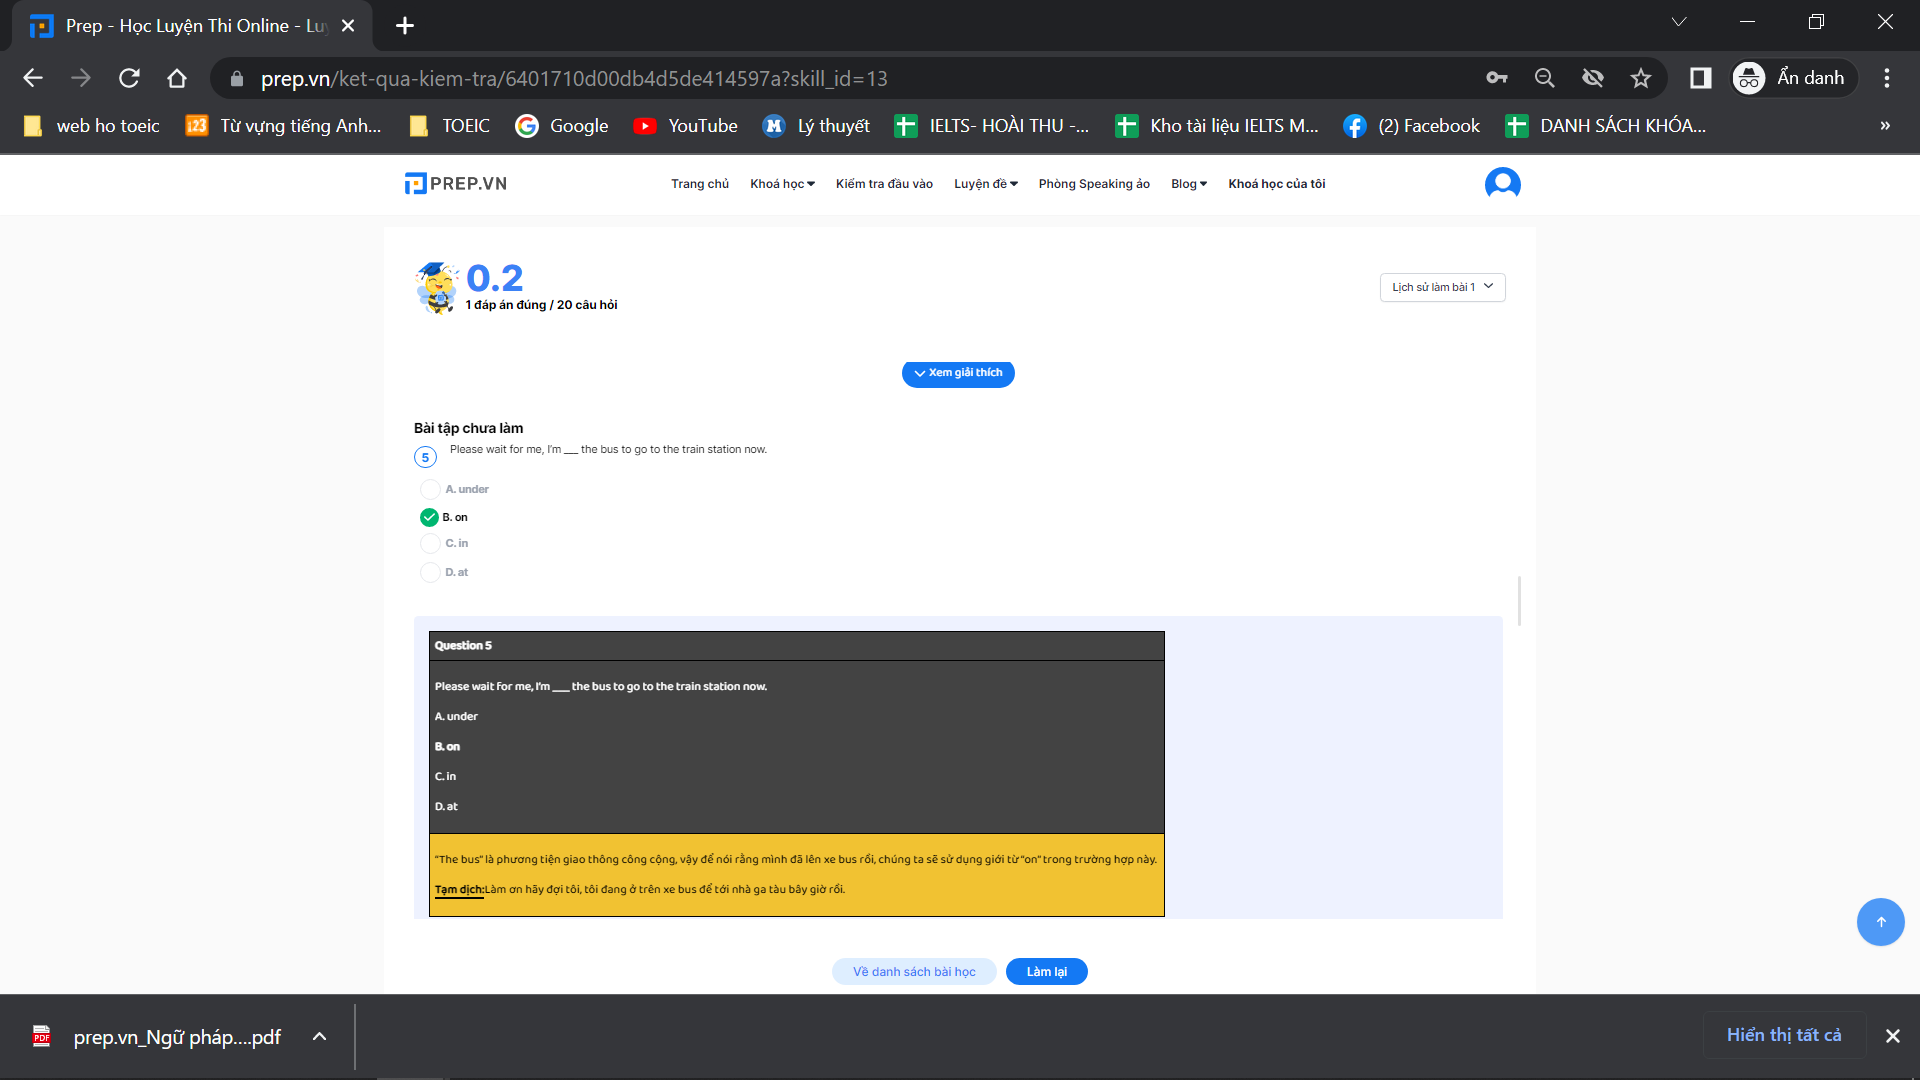 Prep - Học Luyện Thi Online - Lu
prep.vn/ket-qua-kiem-tra/6401710d00db4d5de414597a?skill_id=13
Ẩn danh
web ho toeic
123
Từ vựng tiếng Anh...
TOEIC
Google
YouTube
M
Lý thuyết
IELTS- HOÀI THU -...
Kho tài liệu IELTS M...
(2) Facebook
DANH SÁCH KHÓA...
»
PREP.VN
Trang chủ
Khoá học
Kiểm tra đầu vào
Luyện đề
Phòng Speaking ảo
Blog
Khoá học của tôi
0.2
1 đáp án đúng / 20 câu hỏi
Lịch sử làm bài 1
Xem giải thích
Bài tập chưa làm
5
Please wait for me, I'm ___ the bus to go to the train station now.
A. under
B. on
C. in
D. at
Question 5
Please wait for me, I'm ___ the bus to go to the train station now.
A. under
B. on
C. in
D. at
"The bus" là phương tiện giao thông công cộng, vậy để nói rằng mình đã lên xe bus rồi, chúng ta sẽ sử dụng giới từ "on" trong trường hợp này.
Tạm dịch:Làm ơn hãy đợi tôi, tôi đang ở trên xe bus để tới nhà ga tàu bây giờ rồi.
Về danh sách bài học
Làm lại
PDF
prep.vn_Ngữ pháp....pdf
Hiển thị tất cả